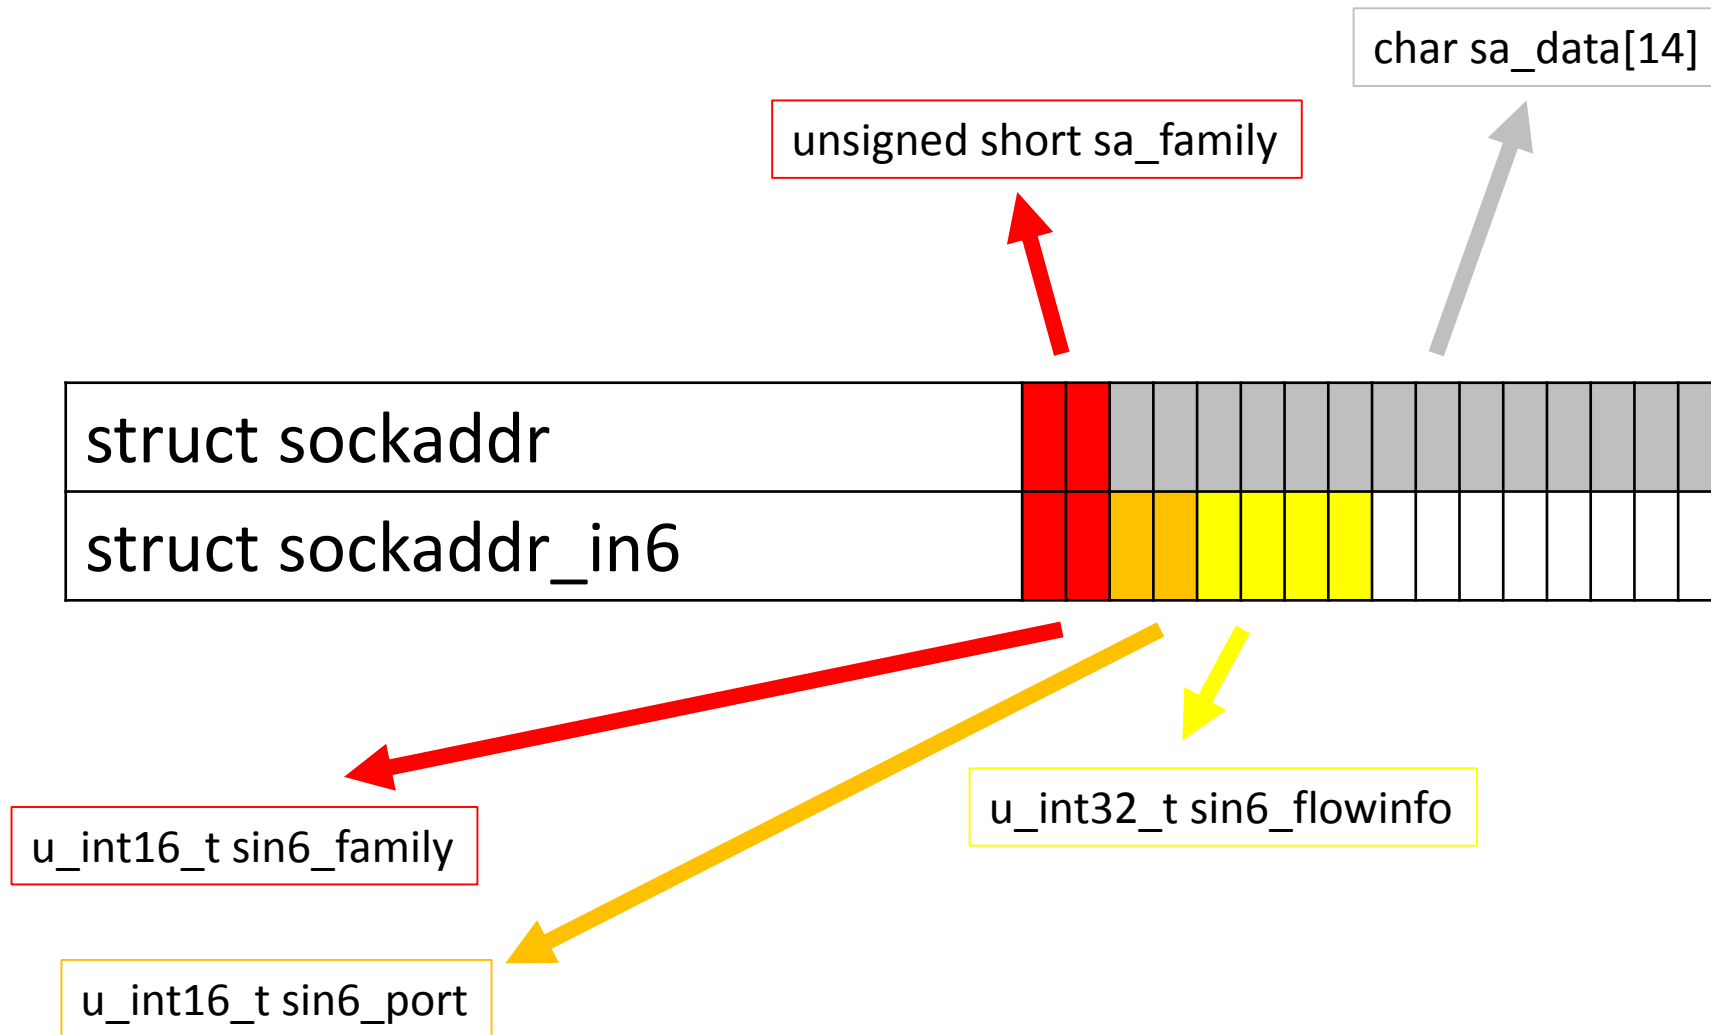 char sa_data[14]
unsigned short sa_family
struct sockaddr
struct sockaddr_in6
u_int32_t sin6_flowinfo
u_int16_t sin6_family
u_int16_t sin6_port